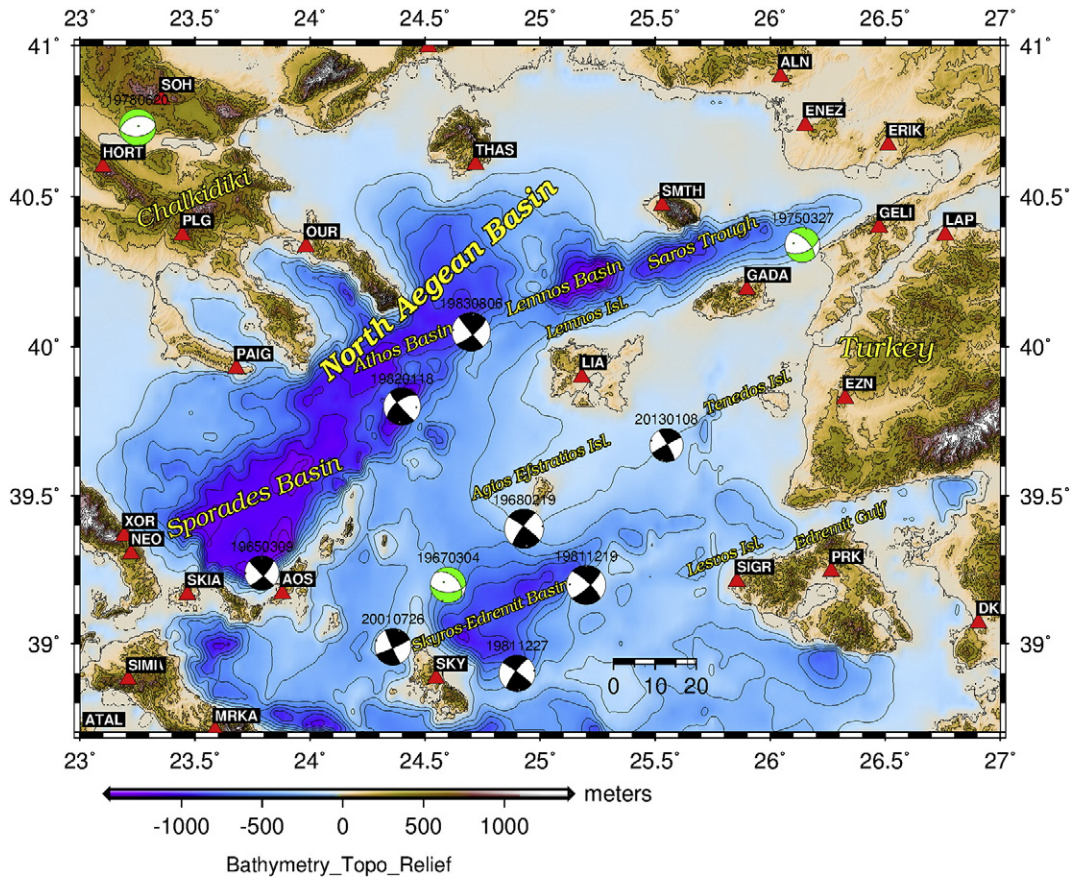 23.5° 24° 24.5° 25° 25.5° 26° 26.5° 27°
41° 41°
ALN
SOH
19780620
ENEZ
ERIK
HORT
THAS
40.5° 40.5°
Chalkidiki
SMTH
PLG
19750327
GELI
LAP
OUR
Saros Trough
North Aegean Basin
GADA
Lemnos Basin
19830806
Lemnos Isl.
40° 40°
Athos Basin
Turkey
PAIG
LIA
19820118
EZN
Tenedos Isl.
20130108
Agios Efstratios Isl.
39.5° 39.5°
Sporades Basin
19680219
Edremit Gulf
XOR
NEO
19650309
19670304
19811219
Lesvos Isl.
PRK
SIGR
SKIA
AOS
Skyros-Edremit Basin
20010726
DK
39° 39°
19811227
SIMI
SKY
0 10 20
ATAL
MRKA
23.5° 24° 24.5° 25° 25.5° 26° 26.5° 27°
meters
-1000 -500 0 500 1000
Bathymetry_Topo_Relief